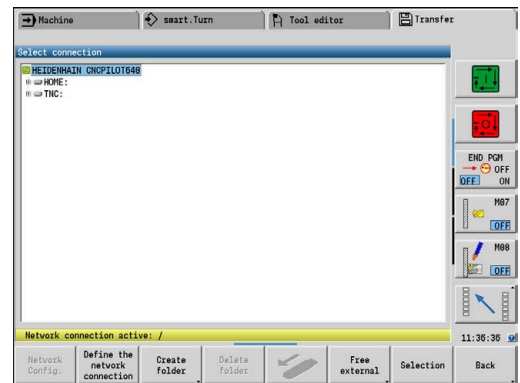 Machine
smart.Turn
Tool editor
Transfer
Select connection
HEIDENHAIN CNCPILOT640
HOME:
TNC:
END PGM
OFF
OFF ON
M07
OFF
M08
OFF
Network connection active: /
11:36:36
Network Config.
Define the network connection
Create folder
Delete folder
Free external
Selection
Back